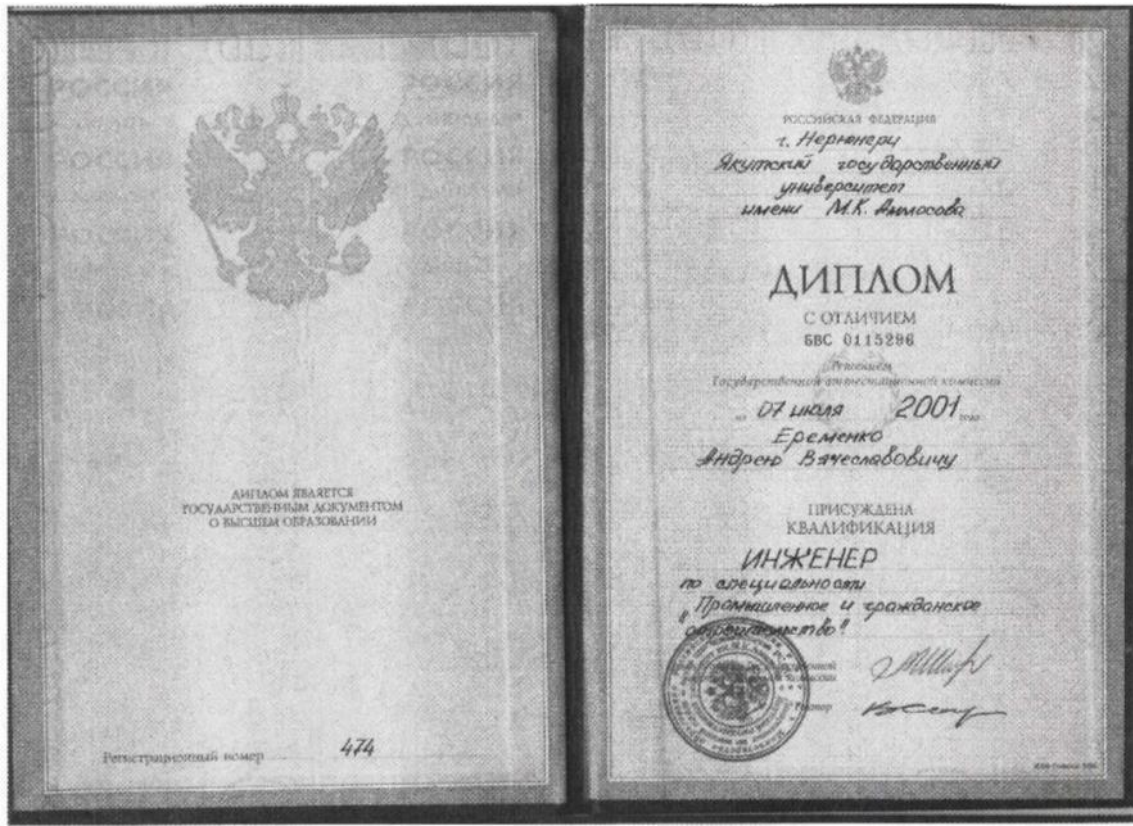 ДИПЛОМ ЯВЛЯЕТСЯ
ГОСУДАРСТВЕННЫМ ДОКУМЕНТОМ
О ВЫСШЕМ ОБРАЗОВАНИИ
Регистрационный номер 474
РОССИЙСКАЯ ФЕДЕРАЦИЯ
г. Нерюнгри
Якутский государственный
университет
имени М.К. Аммосова
ДИПЛОМ
С ОТЛИЧИЕМ
БВС 0115296
Решением
Государственной аттестационной комиссии
от 07 июля 2001 года
Еременко
Андрею Вячеславовичу
ПРИСУЖДЕНА
КВАЛИФИКАЦИЯ
ИНЖЕНЕР
по специальности
"Промышленное и гражданское
строительство"
Ректор